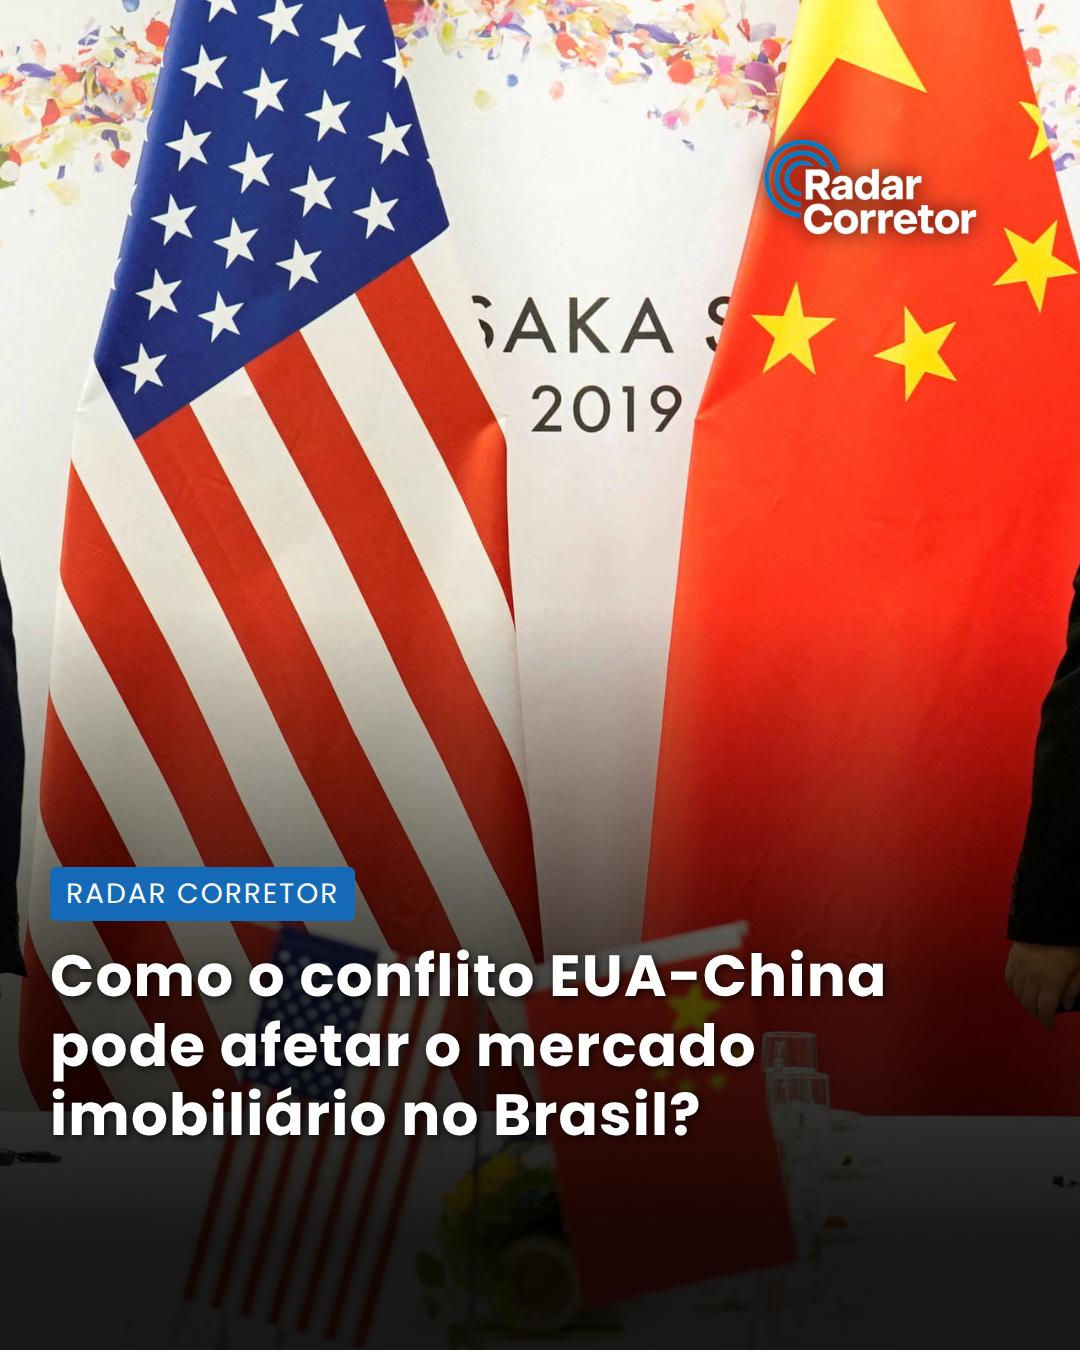 Radar
Corretor
SAKA S
2019
RADAR CORRETOR
Como o conflito EUA-China
pode afetar o mercado
imobiliário no Brasil?